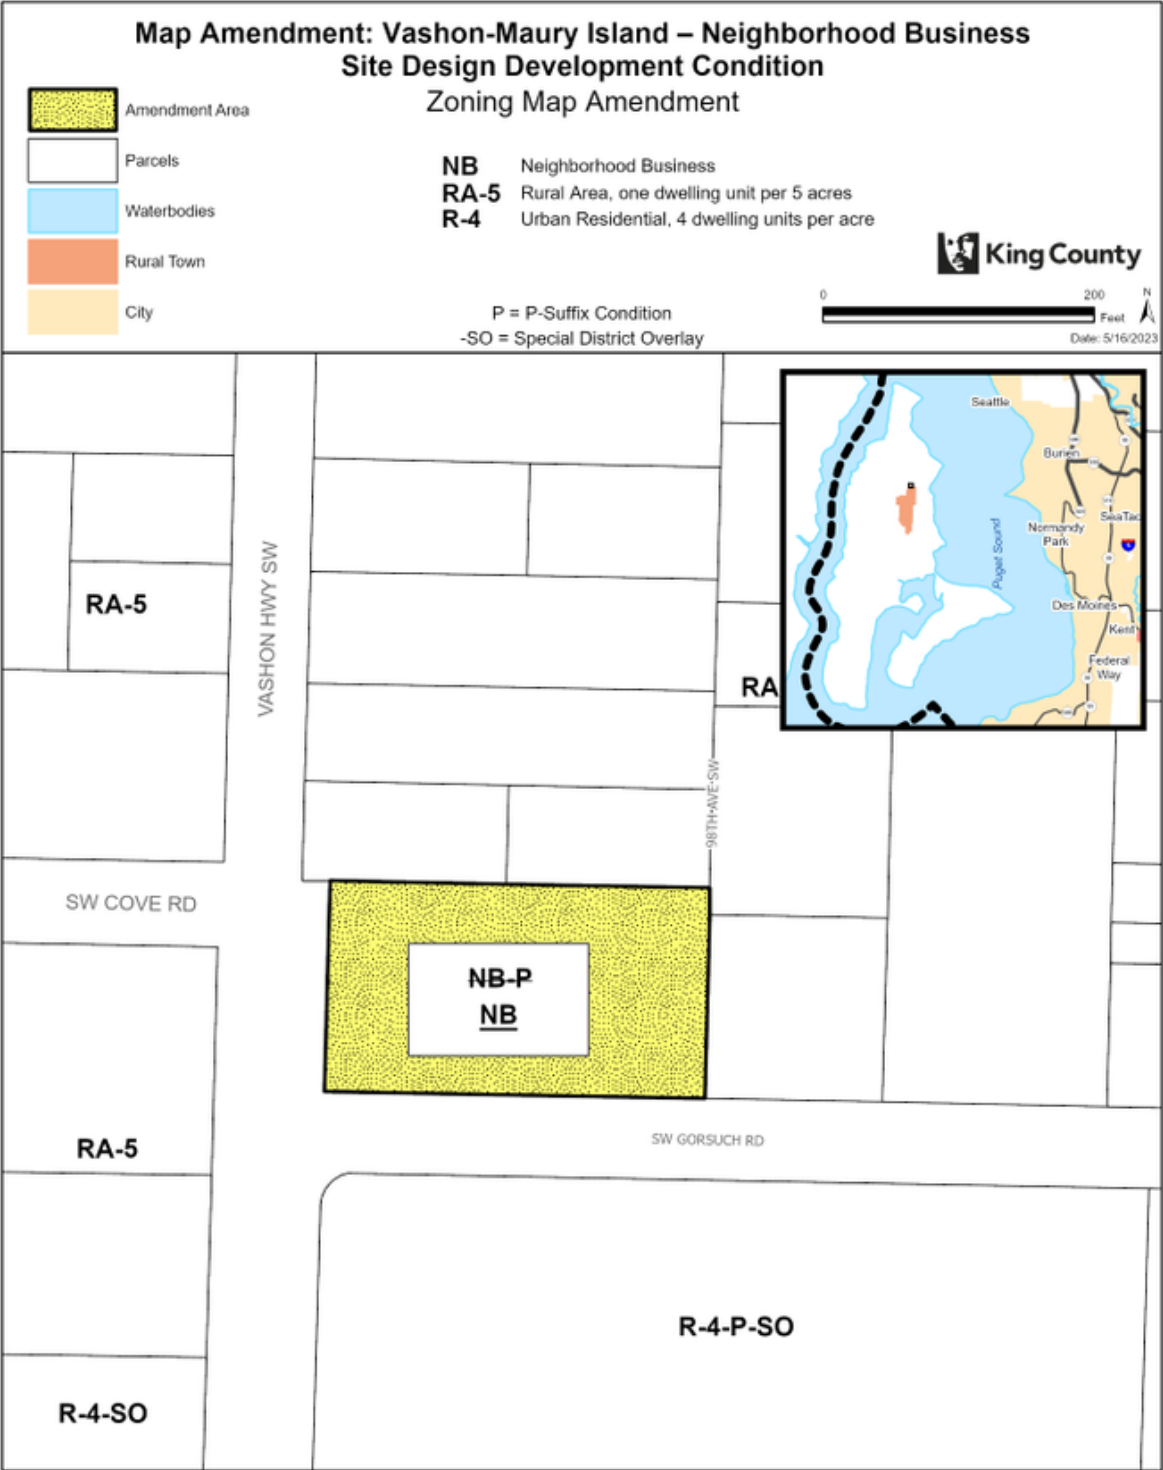 Map Amendment: Vashon-Maury Island – Neighborhood Business
Site Design Development Condition
Zoning Map Amendment
Amendment Area
Parcels
Waterbodies
Rural Town
City
NB Neighborhood Business
RA-5 Rural Area, one dwelling unit per 5 acres
R-4 Urban Residential, 4 dwelling units per acre
P = P-Suffix Condition
-SO = Special District Overlay
King County
0 200
Feet
N
Date: 5/16/2023
Seattle
Burien
SeaTac
Normandy
Park
Puget Sound
Des Moines
Kent
Federal
Way
RA-5
VASHON HWY SW
RA
98TH AVE SW
SW COVE RD
NB-P
NB
SW GORSUCH RD
RA-5
R-4-P-SO
R-4-SO